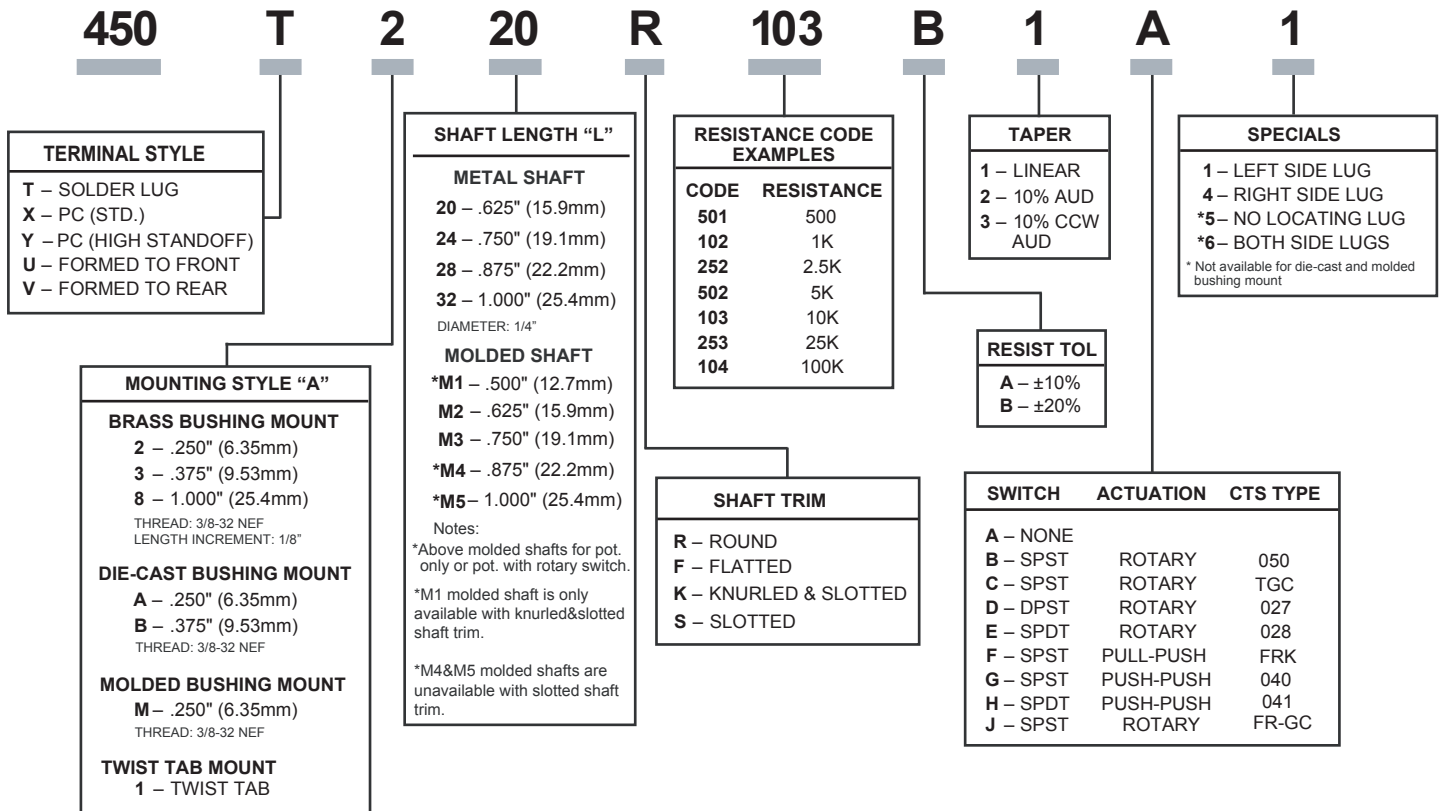 450 T 2 20 R 103 B 1 A 1
TERMINAL STYLE
T – SOLDER LUG
X – PC (STD.)
Y – PC (HIGH STANDOFF)
U – FORMED TO FRONT
V – FORMED TO REAR
MOUNTING STYLE “A”
BRASS BUSHING MOUNT
2 – .250" (6.35mm)
3 – .375" (9.53mm)
8 – 1.000" (25.4mm)
THREAD: 3/8-32 NEF
LENGTH INCREMENT: 1/8”
DIE-CAST BUSHING MOUNT
A – .250" (6.35mm)
B – .375" (9.53mm)
THREAD: 3/8-32 NEF
MOLDED BUSHING MOUNT
M – .250" (6.35mm)
THREAD: 3/8-32 NEF
TWIST TAB MOUNT
1 – TWIST TAB
SHAFT LENGTH “L”
METAL SHAFT
20 – .625" (15.9mm)
24 – .750" (19.1mm)
28 – .875" (22.2mm)
32 – 1.000" (25.4mm)
DIAMETER: 1/4”
MOLDED SHAFT
*M1 – .500" (12.7mm)
M2 – .625" (15.9mm)
M3 – .750" (19.1mm)
*M4 – .875" (22.2mm)
*M5 – 1.000" (25.4mm)
Notes:
*Above molded shafts for pot.
only or pot. with rotary switch.
*M1 molded shaft is only
available with knurled&slotted
shaft trim.
*M4&M5 molded shafts are
unavailable with slotted shaft
trim.
SHAFT TRIM
R – ROUND
F – FLATTED
K – KNURLED & SLOTTED
S – SLOTTED
RESISTANCE CODE
EXAMPLES
CODE RESISTANCE
501 500
102 1K
252 2.5K
502 5K
103 10K
253 25K
104 100K
RESIST TOL
A – ±10%
B – ±20%
TAPER
1 – LINEAR
2 – 10% AUD
3 – 10% CCW
AUD
SWITCH ACTUATION CTS TYPE
A – NONE
B – SPST ROTARY 050
C – SPST ROTARY TGC
D – DPST ROTARY 027
E – SPDT ROTARY 028
F – SPST PULL-PUSH FRK
G – SPST PUSH-PUSH 040
H – SPDT PUSH-PUSH 041
J – SPST ROTARY FR-GC
SPECIALS
1 – LEFT SIDE LUG
4 – RIGHT SIDE LUG
*5 – NO LOCATING LUG
*6 – BOTH SIDE LUGS
* Not available for die-cast and molded
bushing mount